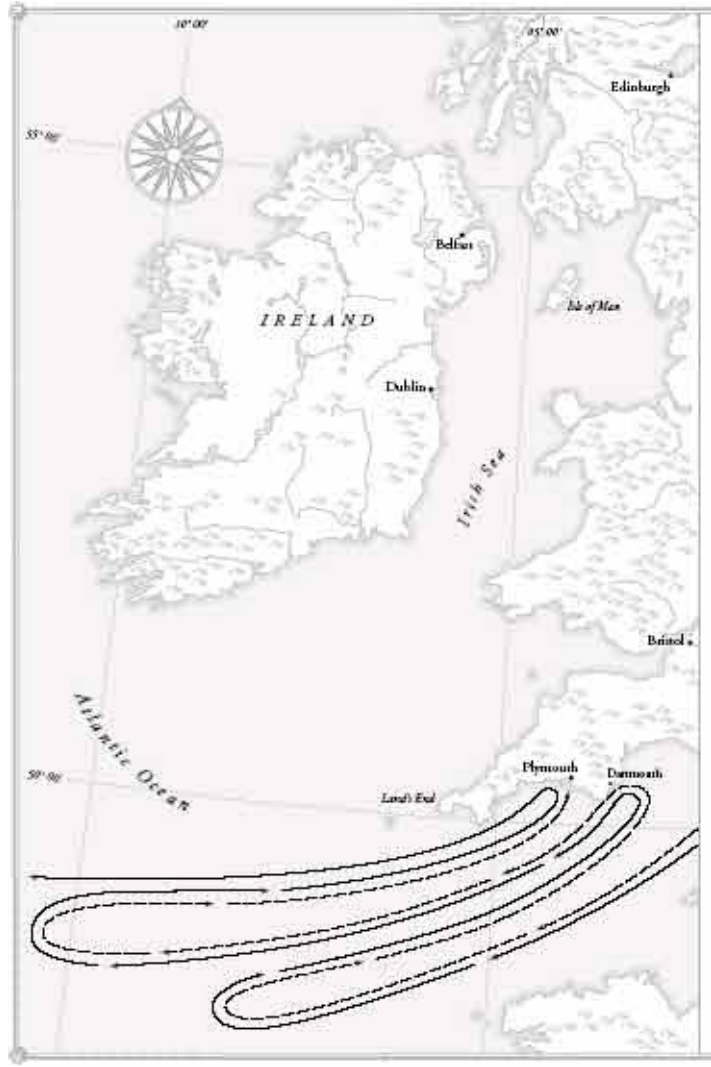 10° 00'
05° 00'
Edinburgh
55° 00'
Belfast
Isle of Man
IRELAND
Dublin
Irish Sea
Bristol
Atlantic Ocean
50° 00'
Plymouth
Dartmouth
Land's End